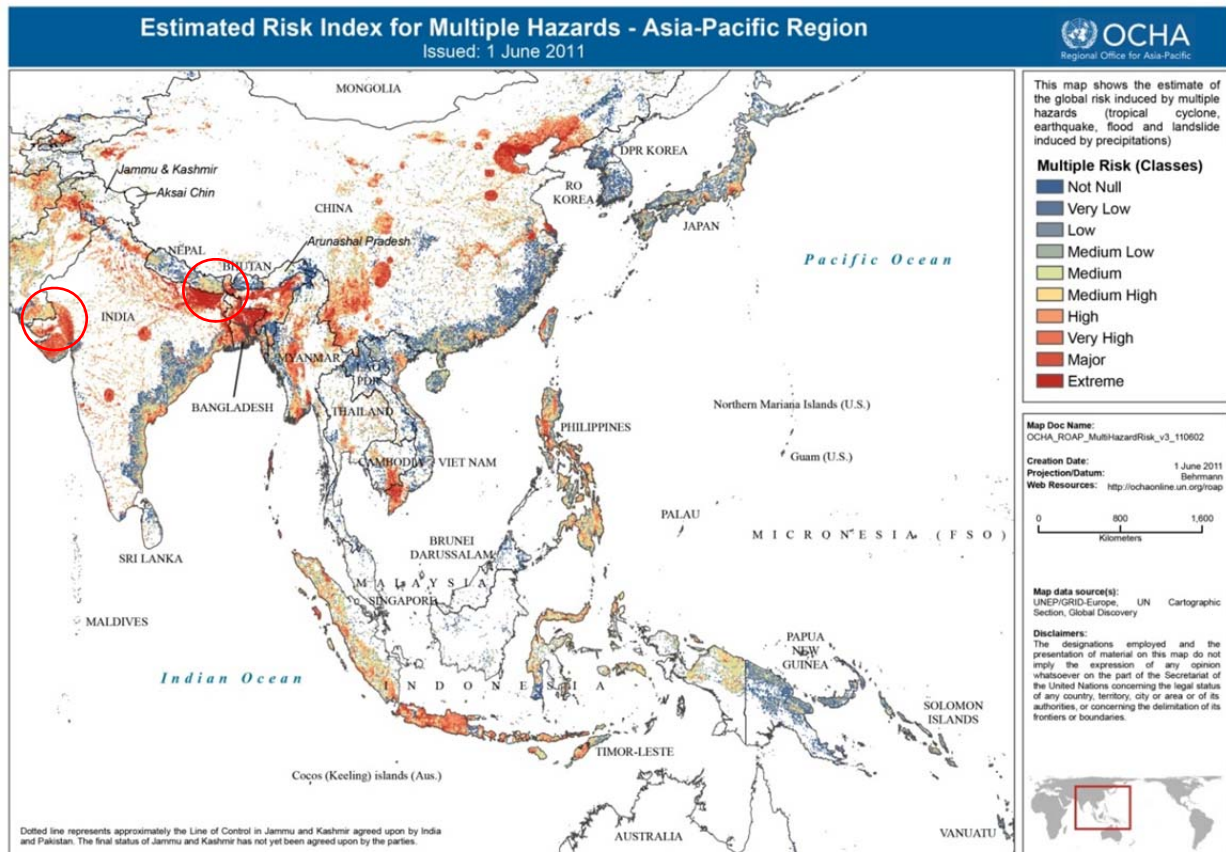 Estimated Risk Index for Multiple Hazards - Asia-Pacific Region
Issued: 1 June 2011
OCHA
Regional Office for Asia-Pacific
MONGOLIA
DPR KOREA
Jammu & Kashmir
Aksai Chin
RO
KOREA
CHINA
JAPAN
NEPAL
Arunashal Pradesh
BHUTAN
Pacific Ocean
INDIA
MYANMAR
LAO
PDR
BANGLADESH
THAILAND
Northern Mariana Islands (U.S.)
PHILIPPINES
Guam (U.S.)
CAMBODIA
VIET NAM
PALAU
MICRONESIA (FSO)
BRUNEI
DARUSSALAM
SRI LANKA
MALAYSIA
SINGAPORE
MALDIVES
PAPUA
NEW
GUINEA
Indian Ocean
INDONESIA
SOLOMON
ISLANDS
TIMOR-LESTE
Cocos (Keeling) islands (Aus.)
AUSTRALIA
VANUATU
Dotted line represents approximately the Line of Control in Jammu and Kashmir agreed upon by India
and Pakistan. The final status of Jammu and Kashmir has not yet been agreed upon by the parties.
This map shows the estimate of
the global risk induced by multiple
hazards (tropical cyclone,
earthquake, flood and landslide
induced by precipitations)
Multiple Risk (Classes)
Not Null
Very Low
Low
Medium Low
Medium
Medium High
High
Very High
Major
Extreme
Map Doc Name:
OCHA_ROAP_MultiHazardRisk_v3_110602
Creation Date: 1 June 2011
Projection/Datum: Behrmann
Web Resources: http://ochaonline.un.org/roap
0 800 1,600
Kilometers
Map data source(s):
UNEP/GRID-Europe, UN Cartographic
Section, Global Discovery
Disclaimers:
The designations employed and the
presentation of material on this map do not
imply the expression of any opinion
whatsoever on the part of the Secretariat of
the United Nations concerning the legal status
of any country, territory, city or area or of its
authorities, or concerning the delimitation of its
frontiers or boundaries.